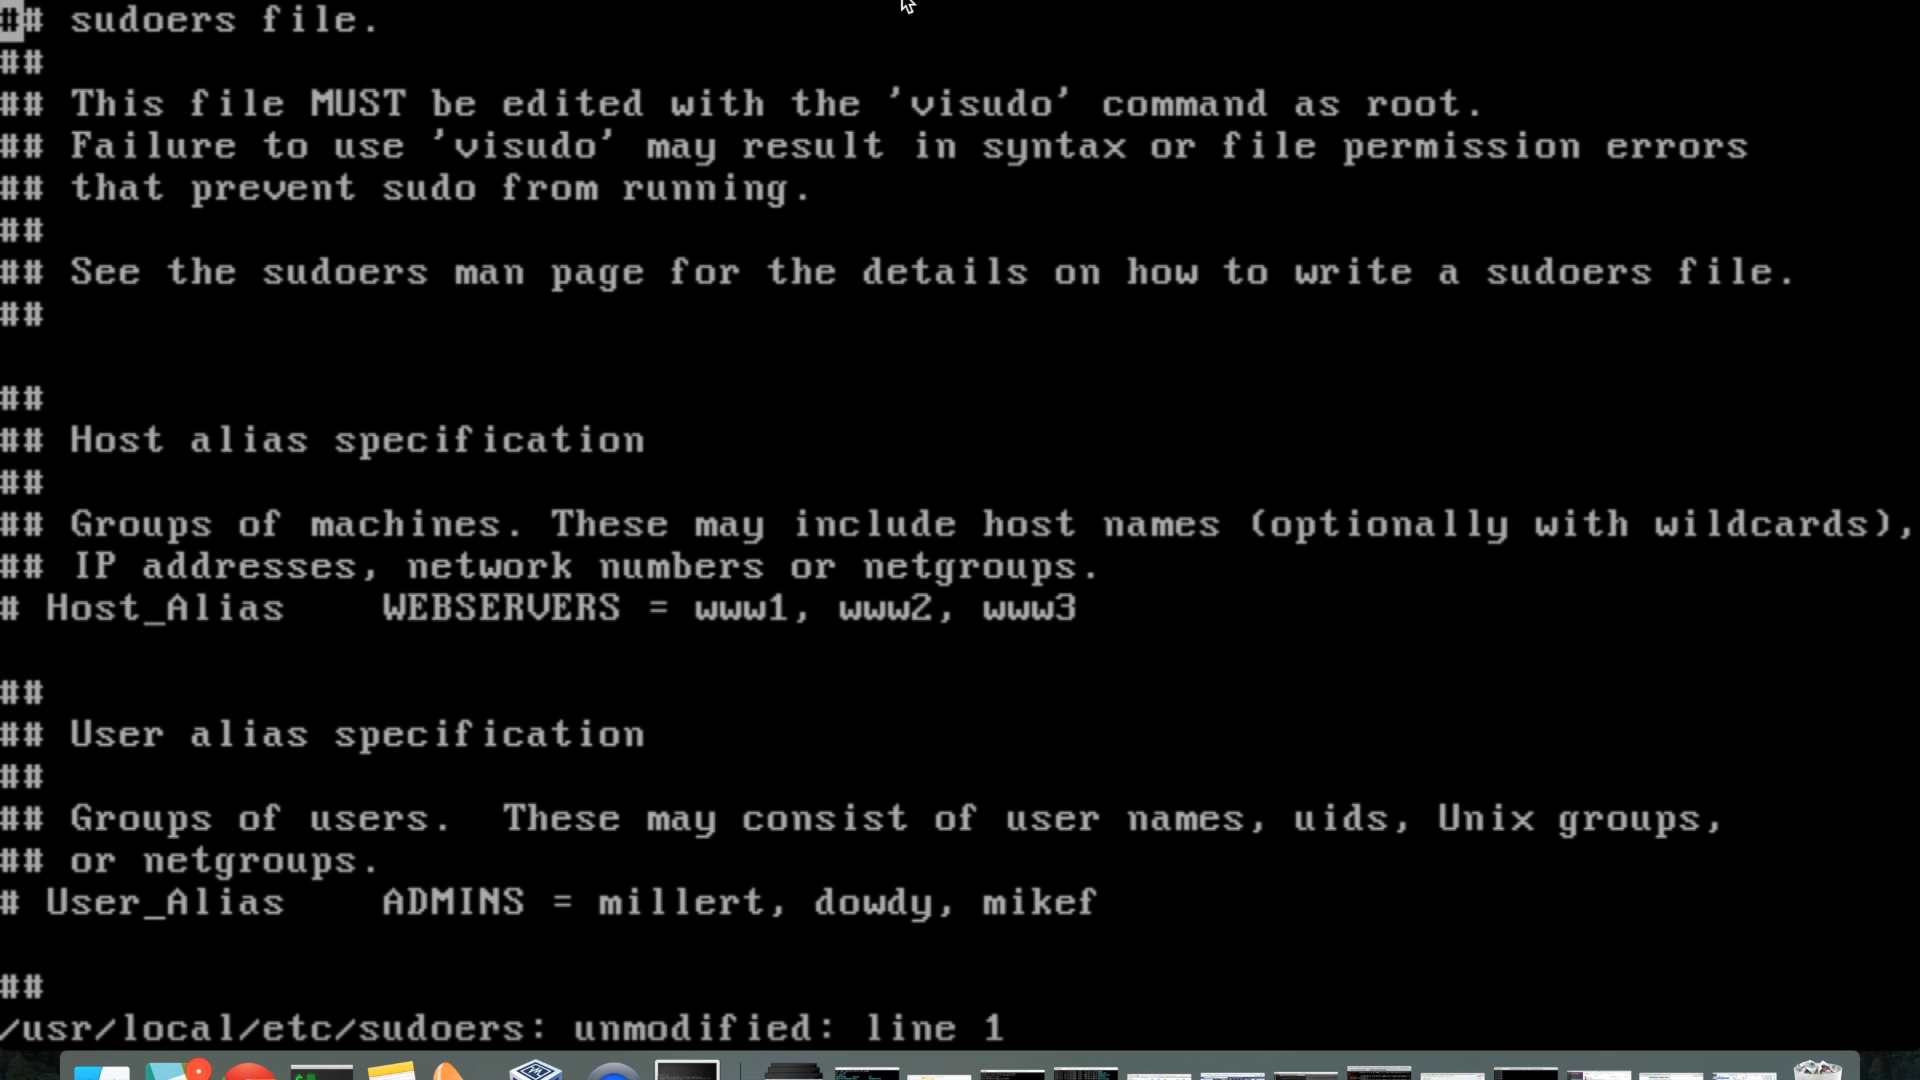 ## sudoers file.
##
## This file MUST be edited with the 'visudo' command as root.
## Failure to use 'visudo' may result in syntax or file permission errors
## that prevent sudo from running.
##
## See the sudoers man page for the details on how to write a sudoers file.
##
##
## Host alias specification
##
## Groups of machines. These may include host names (optionally with wildcards),
## IP addresses, network numbers or netgroups.
# Host_Alias    WEBSERVERS = www1, www2, www3
##
## User alias specification
##
## Groups of users.  These may consist of user names, uids, Unix groups,
## or netgroups.
# User_Alias    ADMINS = millert, dowdy, mikef
##
/usr/local/etc/sudoers: unmodified: line 1